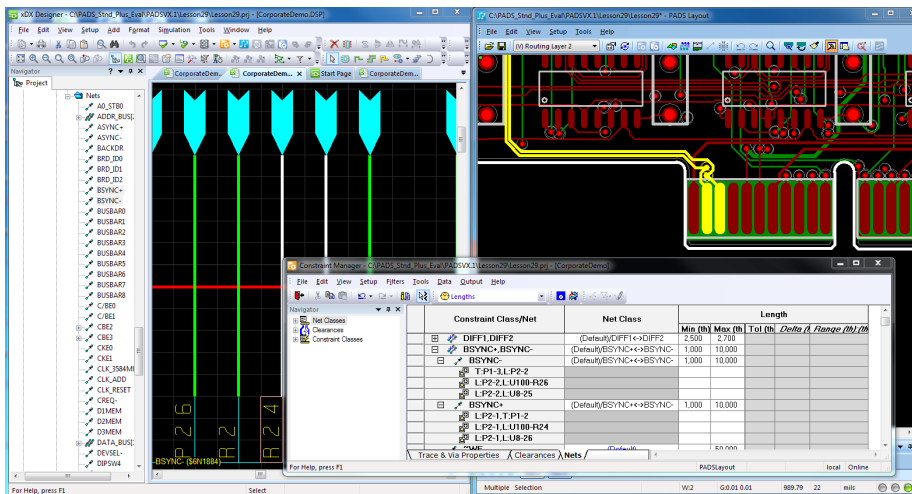 xDX Designer - C:\PADS_Stnd_Plus_Eval\PADSVX.1\Lesson29\Lesson29.prj - [CorporateDemo.DSP]
File Edit View Setup Add Format Simulation Tools Window Help
Navigator
Project
CorporateDem...
CorporateDem...
Start Page
CorporateDem...
Nets
A0_STB0
ADDR_BUS[
ASYNC+
ASYNC-
BACKDR
BRD_ID0
BRD_ID1
BRD_ID2
BSYNC+
BSYNC-
BUSBAR0
BUSBAR1
BUSBAR2
BUSBAR3
BUSBAR4
BUSBAR5
BUSBAR6
BUSBAR7
BUSBAR8
C/BE0
C/BE1
CBE2
CBE3
CKE0
CKE1
CLK_3584MI
CLK_ADD
CLK_RESET
CREQ-
D1MEM
D2MEM
D3MEM
DATA_BUS[
DEVSEL-
DIPSW4
P26
R2
R24
R2
BSYNC- ($6N1884)
For Help, press F1
Select
C:\PADS_Stnd_Plus_Eval\PADSVX.1\Lesson29\Lesson29* - PADS Layout
File Edit View Setup Tools Help
(V) Routing Layer 2
Constraint Manager - C:\PADS_Stnd_Plus_Eval\PADSVX.1\Lesson29\Lesson29.prj - [CorporateDemo]
File Edit View Setup Filters Tools Data Output Help
Lengths
Navigator
Net Classes
Clearances
Constraint Classes
Constraint Class/Net Net Class Length
Min (th) Max (th Tol (th Delta (t Range (th) (th
DIFF1,DIFF2 (Default)/DIFF1<->DIFF2 2,500 2,700
BSYNC+,BSYNC- (Default)/BSYNC+<->BSYNC- 1,000 10,000
BSYNC- (Default)/BSYNC+<->BSYNC- 1,000 10,000
T:P1-3,L:P2-2
L:P2-2,L:U100-R26
L:P2-2,L:U8-25
BSYNC+ (Default)/BSYNC+<->BSYNC- 1,000 10,000
L:P2-1,T:P1-2
L:P2-1,L:U100-R24
L:P2-1,L:U8-26
(Default) 50,000
Trace & Via Properties Clearances Nets
For Help, press F1
PADSLayout local Online
Multiple Selection W:2 G:0.01 0.01 989.79 22 mils